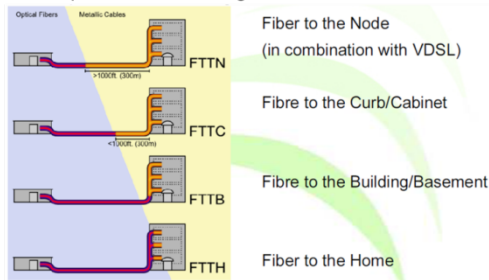 Optical Fibers Metallic Cables
Fiber to the Node
(in combination with VDSL)
FTTN
>1000ft. (300m)
Fibre to the Curb/Cabinet
FTTC
<1000ft. (300m)
Fibre to the Building/Basement
FTTB
Fiber to the Home
FTTH